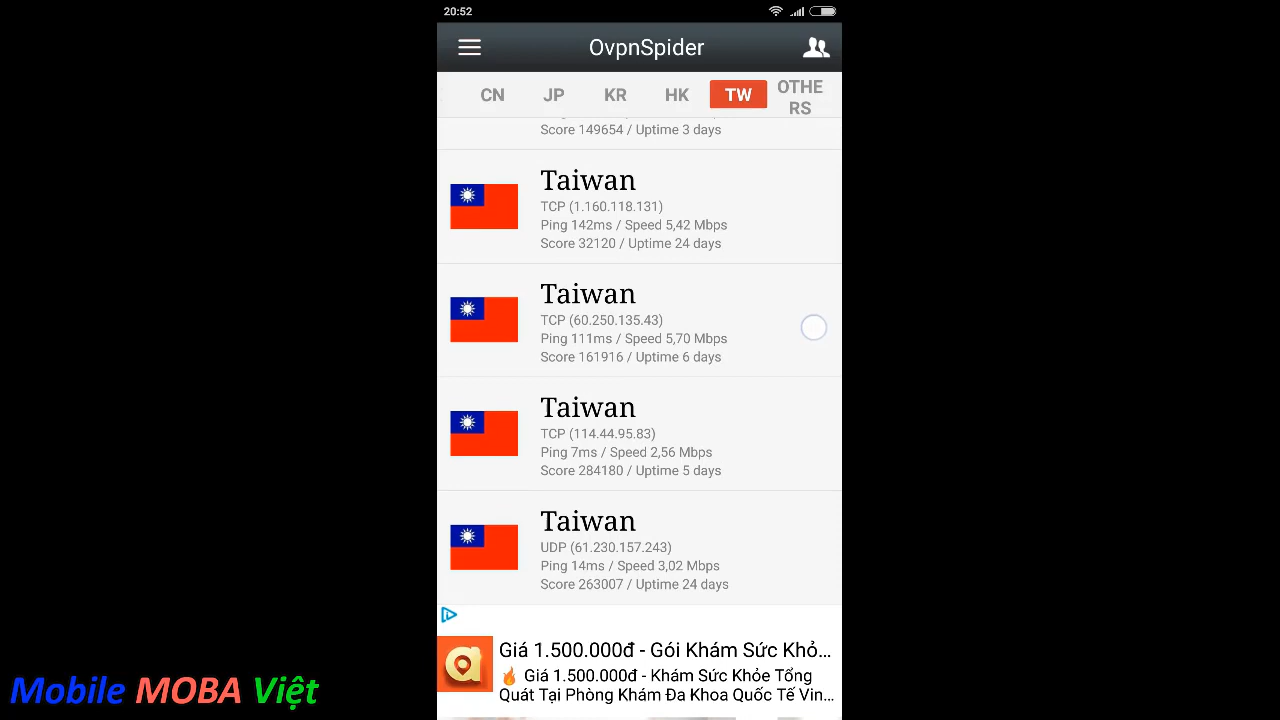 20:52
OvpnSpider
CN JP KR HK TW OTHE
RS
Score 149654 / Uptime 3 days
Taiwan
TCP (1.160.118.131)
Ping 142ms / Speed 5,42 Mbps
Score 32120 / Uptime 24 days
Taiwan
TCP (60.250.135.43)
Ping 111ms / Speed 5,70 Mbps
Score 161916 / Uptime 6 days
Taiwan
TCP (114.44.95.83)
Ping 7ms / Speed 2,56 Mbps
Score 284180 / Uptime 5 days
Taiwan
UDP (61.230.157.243)
Ping 14ms / Speed 3,02 Mbps
Score 263007 / Uptime 24 days
Giá 1.500.000đ - Gói Khám Sức Khỏ...
🔥 Giá 1.500.000đ - Khám Sức Khỏe Tổng
Quát Tại Phòng Khám Đa Khoa Quốc Tế Vin...
Mobile MOBA Việt